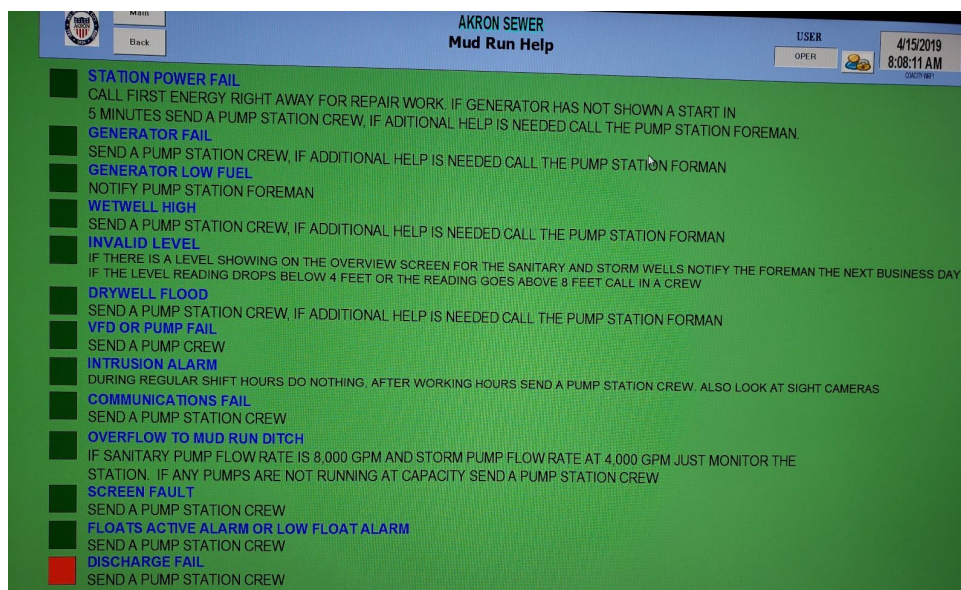 Main
AKRON SEWER
Mud Run Help
Back
USER
OPER
4/15/2019
8:08:11 AM
STATION POWER FAIL
CALL FIRST ENERGY RIGHT AWAY FOR REPAIR WORK. IF GENERATOR HAS NOT SHOWN A START IN
5 MINUTES SEND A PUMP STATION CREW, IF ADITIONAL HELP IS NEEDED CALL THE PUMP STATION FOREMAN.
GENERATOR FAIL
SEND A PUMP STATION CREW, IF ADDITIONAL HELP IS NEEDED CALL THE PUMP STATION FORMAN
GENERATOR LOW FUEL
NOTIFY PUMP STATION FOREMAN
WETWELL HIGH
SEND A PUMP STATION CREW, IF ADDITIONAL HELP IS NEEDED CALL THE PUMP STATION FORMAN
INVALID LEVEL
IF THERE IS A LEVEL SHOWING ON THE OVERVIEW SCREEN FOR THE SANITARY AND STORM WELLS NOTIFY THE FOREMAN THE NEXT BUSINESS DAY
IF THE LEVEL READING DROPS BELOW 4 FEET OR THE READING GOES ABOVE 8 FEET CALL IN A CREW
DRYWELL FLOOD
SEND A PUMP STATION CREW, IF ADDITIONAL HELP IS NEEDED CALL THE PUMP STATION FORMAN
VFD OR PUMP FAIL
SEND A PUMP CREW
INTRUSION ALARM
DURING REGULAR SHIFT HOURS DO NOTHING, AFTER WORKING HOURS SEND A PUMP STATION CREW. ALSO LOOK AT SIGHT CAMERAS
COMMUNICATIONS FAIL
SEND A PUMP STATION CREW
OVERFLOW TO MUD RUN DITCH
IF SANITARY PUMP FLOW RATE IS 8,000 GPM AND STORM PUMP FLOW RATE AT 4,000 GPM JUST MONITOR THE
STATION. IF ANY PUMPS ARE NOT RUNNING AT CAPACITY SEND A PUMP STATION CREW
SCREEN FAULT
SEND A PUMP STATION CREW
FLOATS ACTIVE ALARM OR LOW FLOAT ALARM
SEND A PUMP STATION CREW
DISCHARGE FAIL
SEND A PUMP STATION CREW